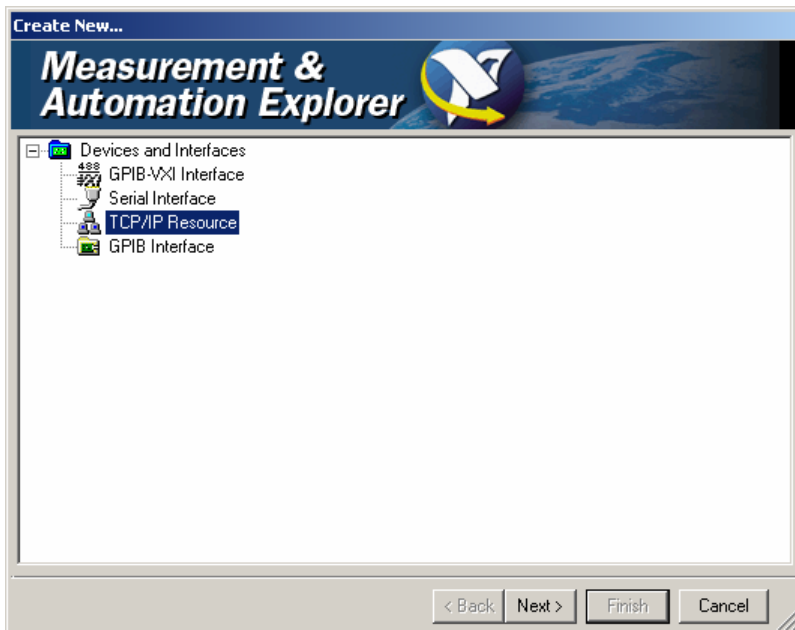 Create New...
Measurement &
Automation Explorer
Devices and Interfaces
488
GPIB-VXI Interface
Serial Interface
TCP/IP Resource
GPIB Interface
< Back
Next >
Finish
Cancel